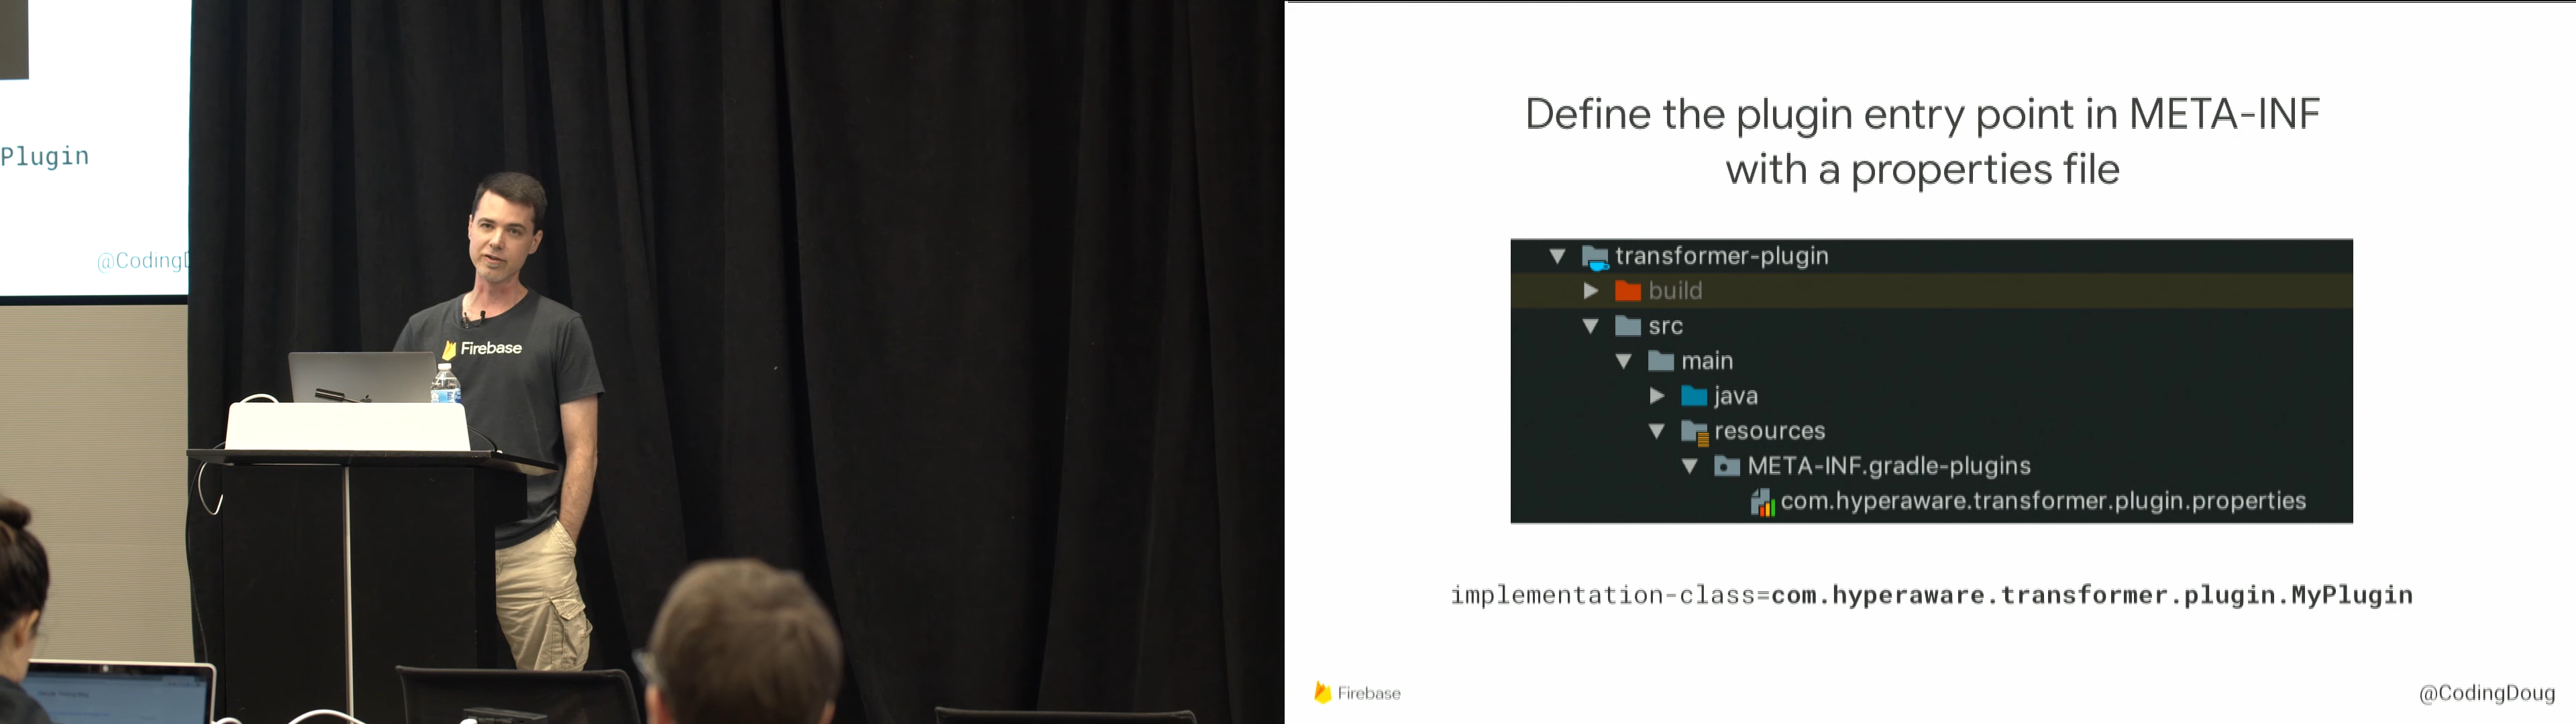 Plugin
@CodingD
Firebase
Define the plugin entry point in META-INF
with a properties file
transformer-plugin
build
src
main
java
resources
META-INF.gradle-plugins
com.hyperaware.transformer.plugin.properties
implementation-class=com.hyperaware.transformer.plugin.MyPlugin
Firebase
@CodingDoug